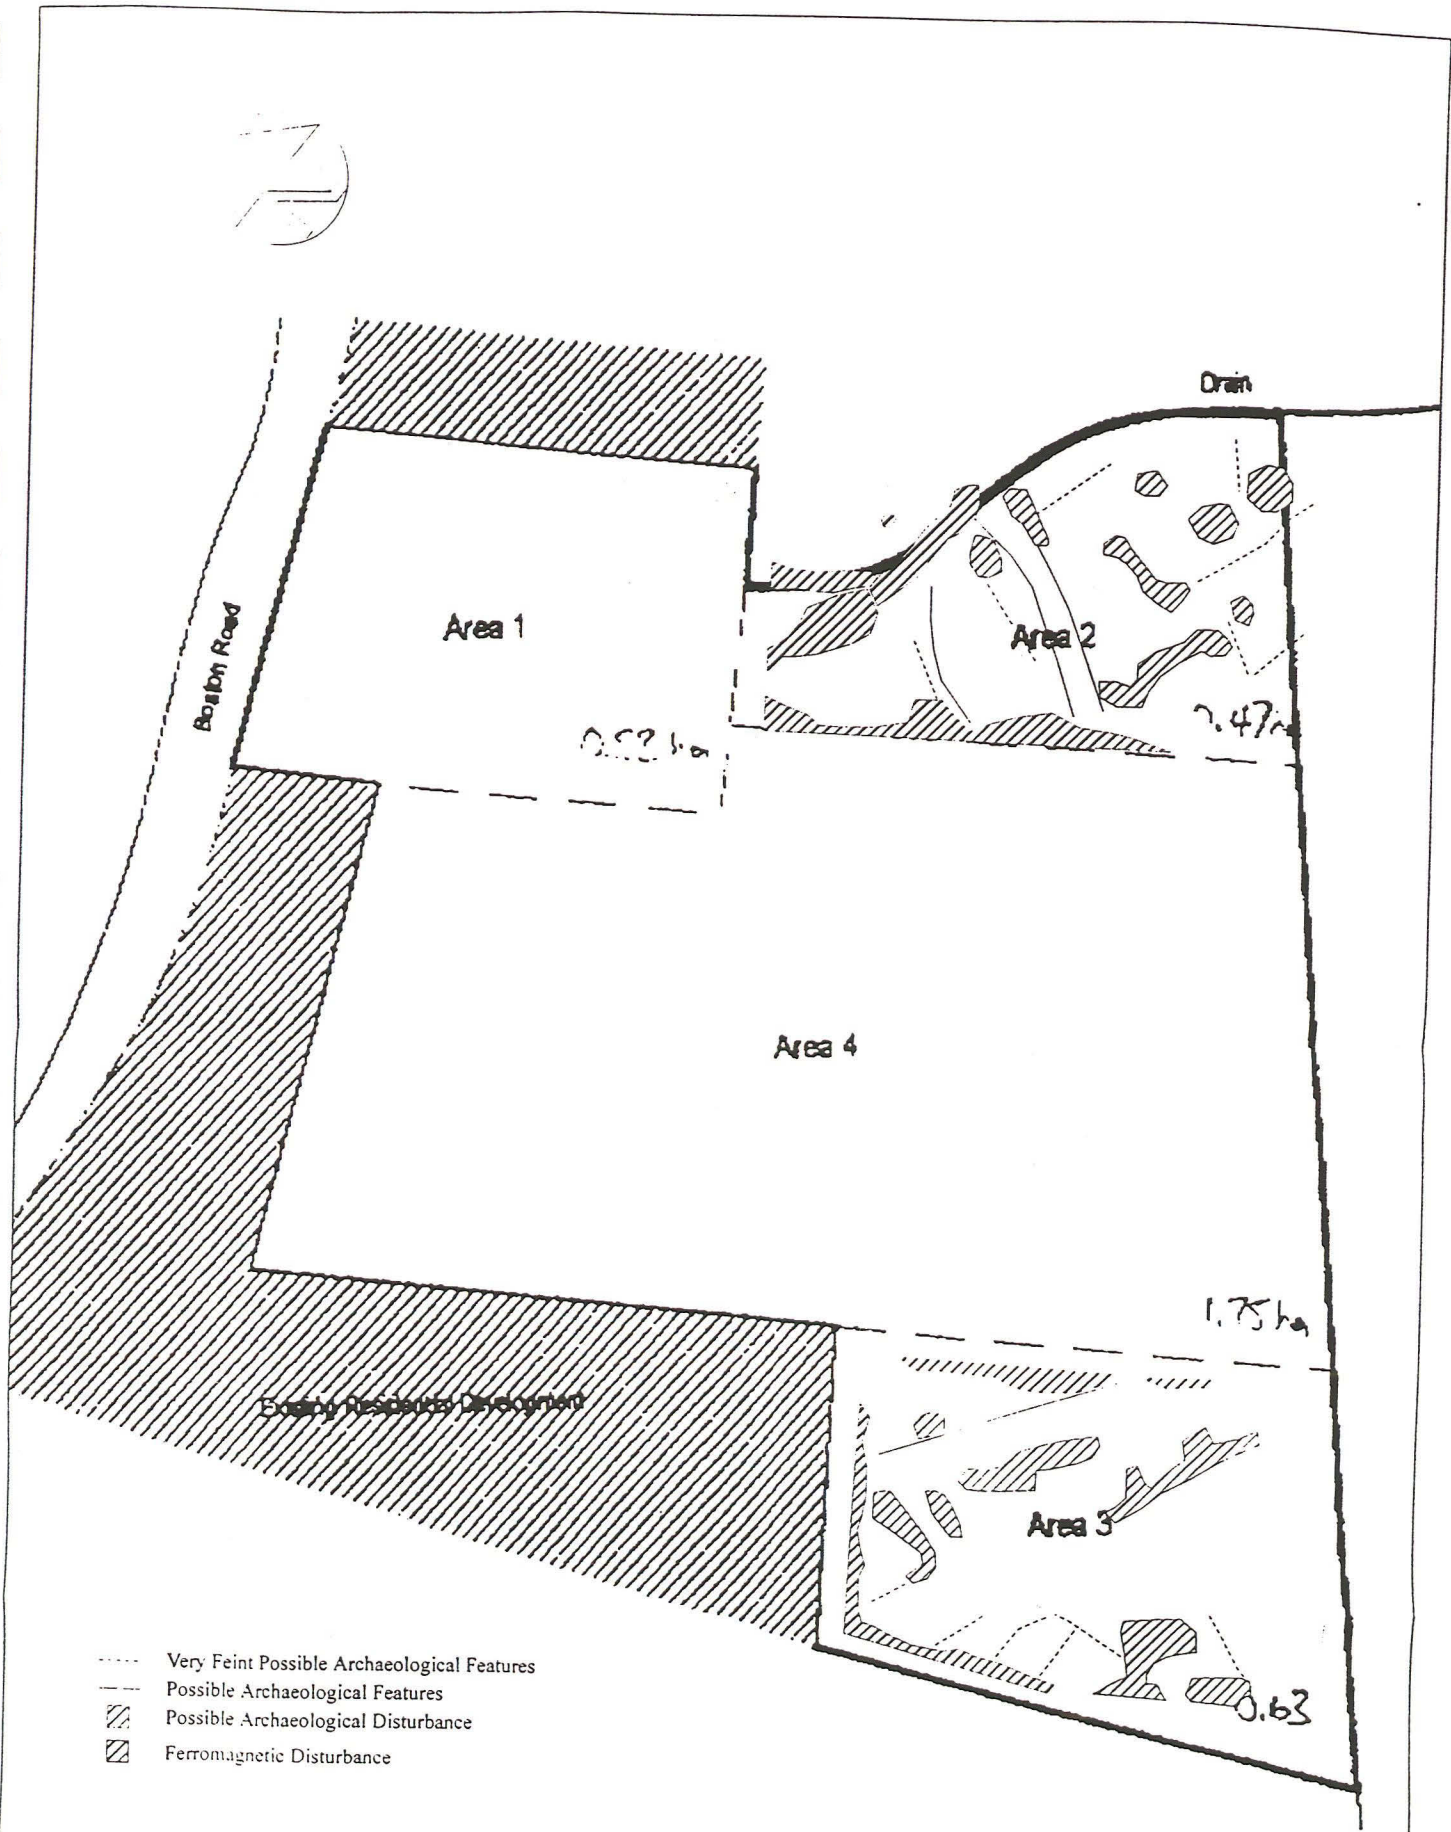 Drain
Area 1
Boston Road
Area 2
Area 4
1.75 ha
Existing Residential Development
Area 3
0.63
Very Feint Possible Archaeological Features
Possible Archaeological Features
Possible Archaeological Disturbance
Ferromagnetic Disturbance